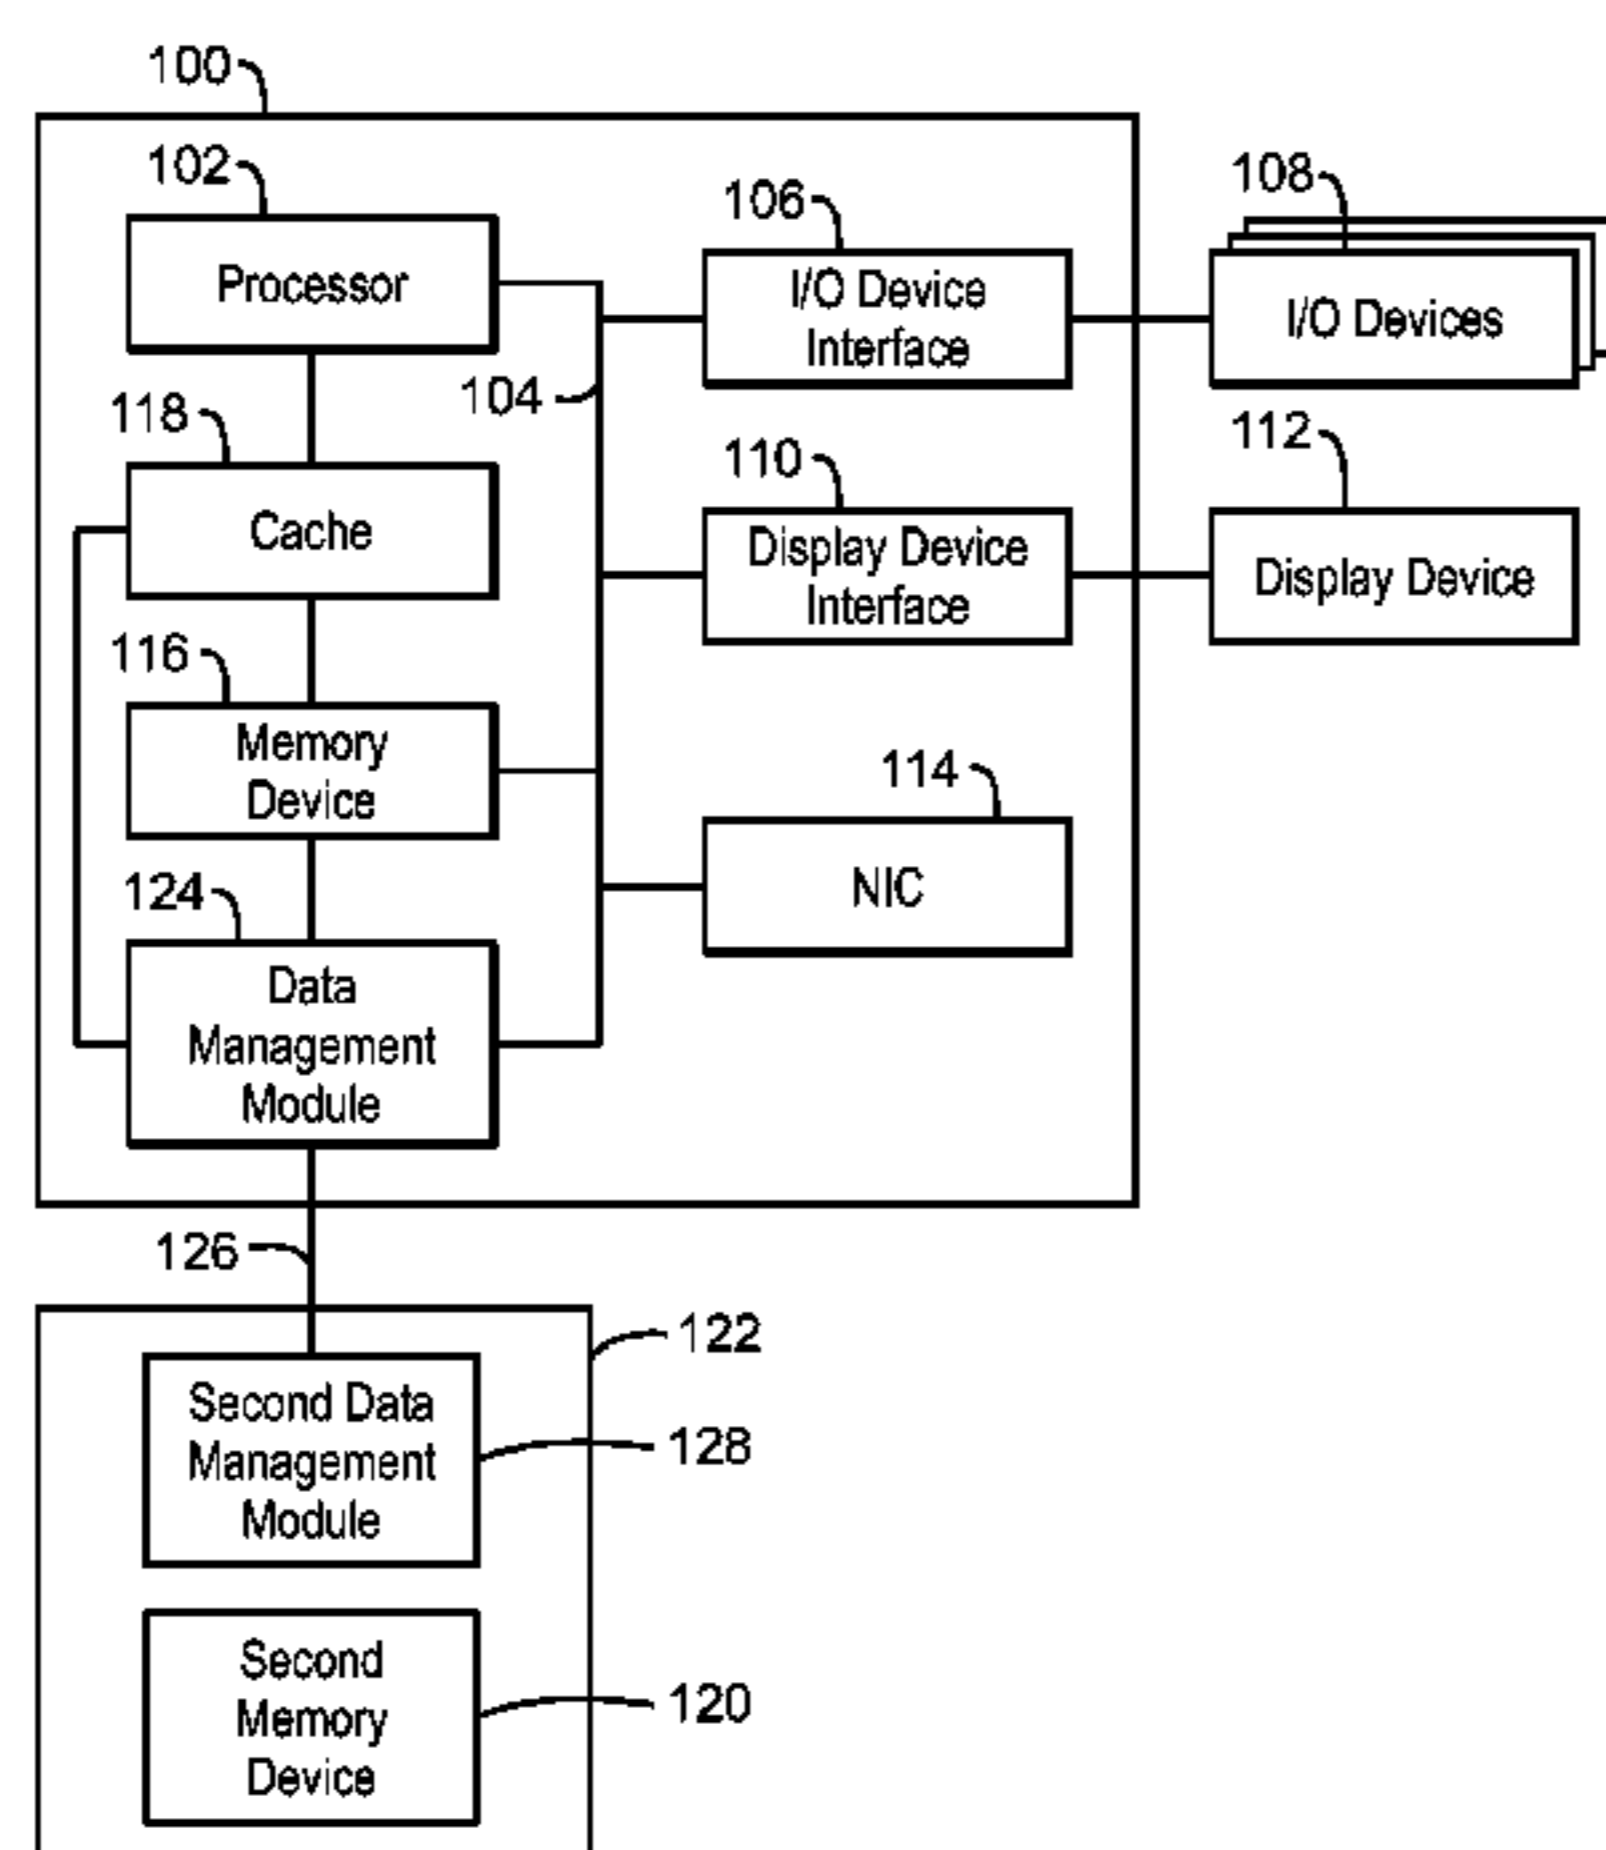 100
102
Processor
106
I/O Device
Interface
108
I/O Devices
104
118
Cache
110
Display Device
Interface
112
Display Device
116
Memory
Device
114
NIC
124
Data
Management
Module
126
122
Second Data
Management
Module
128
Second
Memory
Device
120